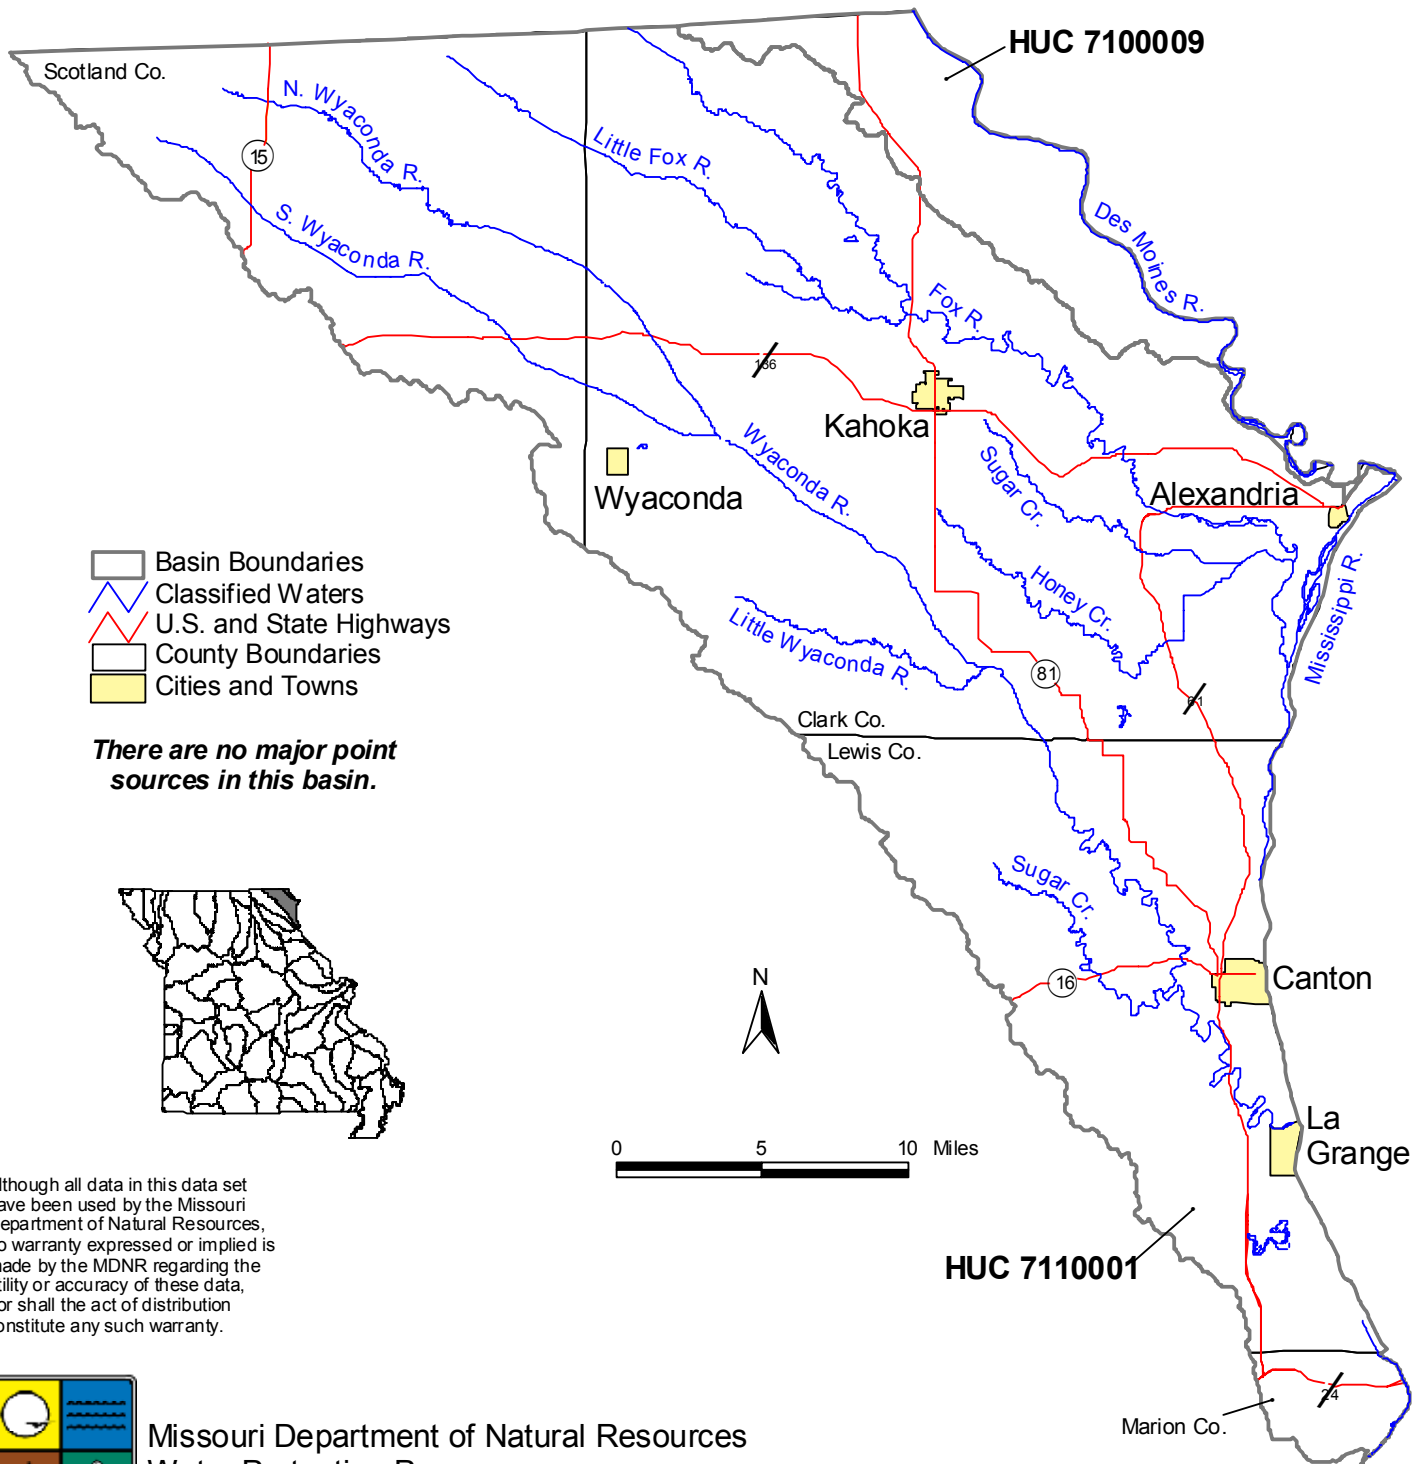 HUC 7100009
Scotland Co.
N. Wyaconda R.
15
Little Fox R.
S. Wyaconda R.
Des Moines R.
Fox R.
136
Kahoka
Wyaconda R.
Sugar Cr.
Wyaconda
Alexandria
Basin Boundaries
Classified Waters
U.S. and State Highways
County Boundaries
Cities and Towns
Honey Cr.
Little Wyaconda R.
Mississippi R.
81
61
Clark Co.
Lewis Co.
There are no major point
sources in this basin.
Sugar Cr.
N
16
Canton
La
Grange
0 5 10 Miles
lthough all data in this data set
ave been used by the Missouri
epartment of Natural Resources,
o warranty expressed or implied is
ade by the MDNR regarding the
tility or accuracy of these data,
or shall the act of distribution
onstitute any such warranty.
HUC 7110001
24
Marion Co.
Missouri Department of Natural Resources